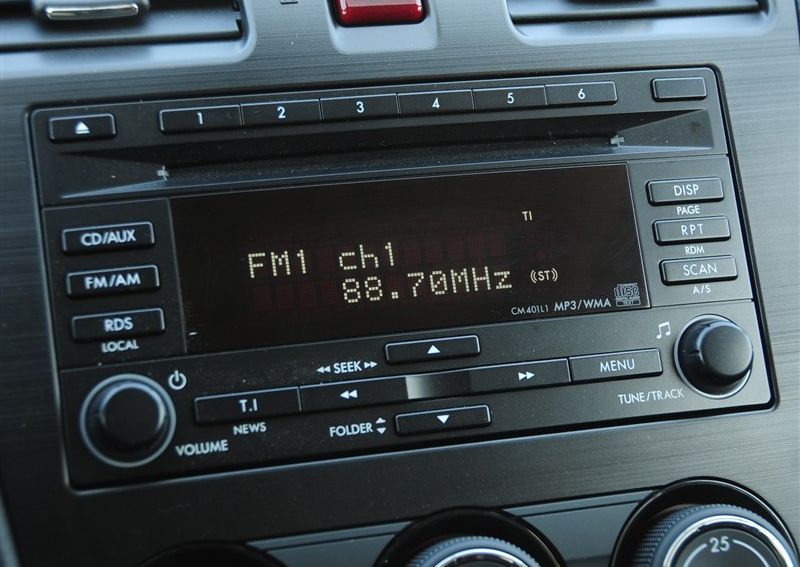 1 2 3 4 5 6
CD/AUX
FM/AM
RDS
LOCAL
TI
FM1 ch1
88.70MHz (ST)
CM401L1 MP3/WMA
disc
DISP
PAGE
RPT
RDM
SCAN
A/S
SEEK
T.I
NEWS
VOLUME
FOLDER
MENU
TUNE/TRACK
25